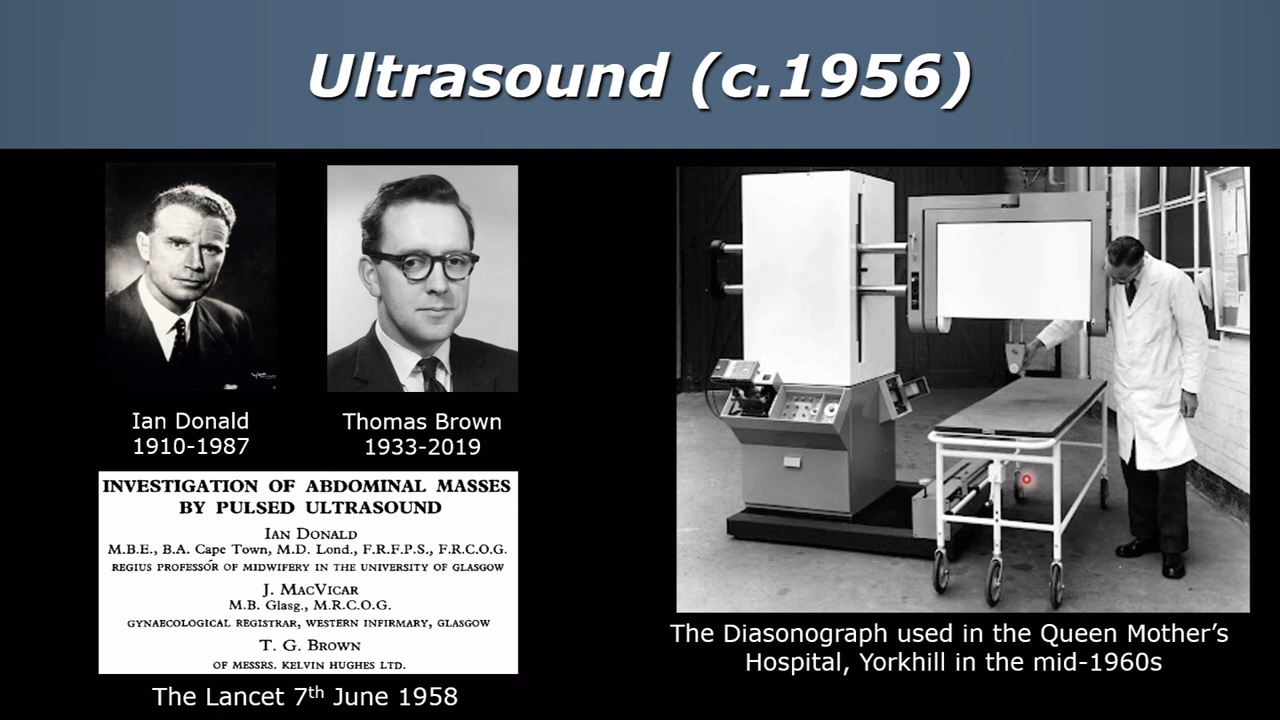 Ultrasound (c.1956)
Ian Donald
1910-1987
Thomas Brown
1933-2019
INVESTIGATION OF ABDOMINAL MASSES
BY PULSED ULTRASOUND
IAN DONALD
M.B.E., B.A. Cape Town, M.D. Lond., F.R.F.P.S., F.R.C.O.G.
REGIUS PROFESSOR OF MIDWIFERY IN THE UNIVERSITY OF GLASGOW
J. MACVICAR
M.B. Glasg., M.R.C.O.G.
GYNAECOLOGICAL REGISTRAR, WESTERN INFIRMARY, GLASGOW
T. G. BROWN
OF MESSRS. KELVIN HUGHES LTD.
The Lancet 7th June 1958
The Diasonograph used in the Queen Mother’s
Hospital, Yorkhill in the mid-1960s